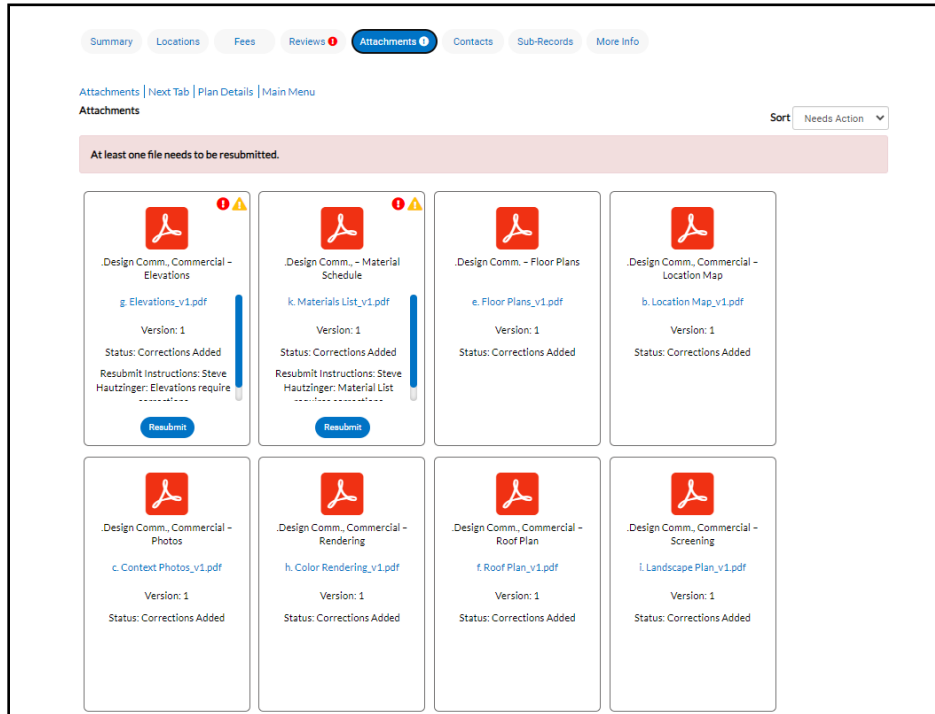 Summary Locations Fees Reviews Attachments Contacts Sub-Records More Info
Attachments | Next Tab | Plan Details | Main Menu
Attachments
Sort Needs Action
At least one file needs to be resubmitted.
.Design Comm., Commercial –
Elevations
g. Elevations_v1.pdf
Version: 1
Status: Corrections Added
Resubmit Instructions: Steve
Hautzinger: Elevations require
corrections
Resubmit
.Design Comm., – Material
Schedule
k. Materials List_v1.pdf
Version: 1
Status: Corrections Added
Resubmit Instructions: Steve
Hautzinger: Material List
requires corrections
Resubmit
.Design Comm. – Floor Plans
e. Floor Plans_v1.pdf
Version: 1
Status: Corrections Added
.Design Comm., Commercial –
Location Map
b. Location Map_v1.pdf
Version: 1
Status: Corrections Added
.Design Comm., Commercial –
Photos
c. Context Photos_v1.pdf
Version: 1
Status: Corrections Added
.Design Comm., Commercial –
Rendering
h. Color Rendering_v1.pdf
Version: 1
Status: Corrections Added
.Design Comm., Commercial –
Roof Plan
f. Roof Plan_v1.pdf
Version: 1
Status: Corrections Added
.Design Comm., Commercial –
Screening
i. Landscape Plan_v1.pdf
Version: 1
Status: Corrections Added